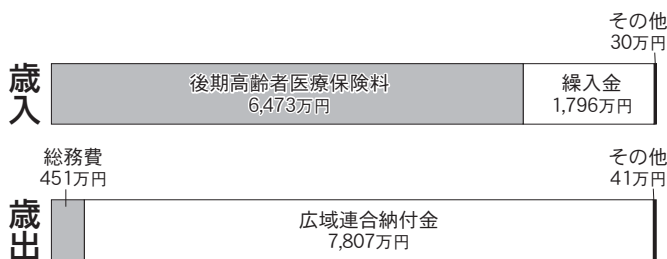 その他
30万円
歳入
後期高齢者医療保険料
6,473万円
繰入金
1,796万円
総務費
451万円
その他
41万円
歳出
広域連合納付金
7,807万円